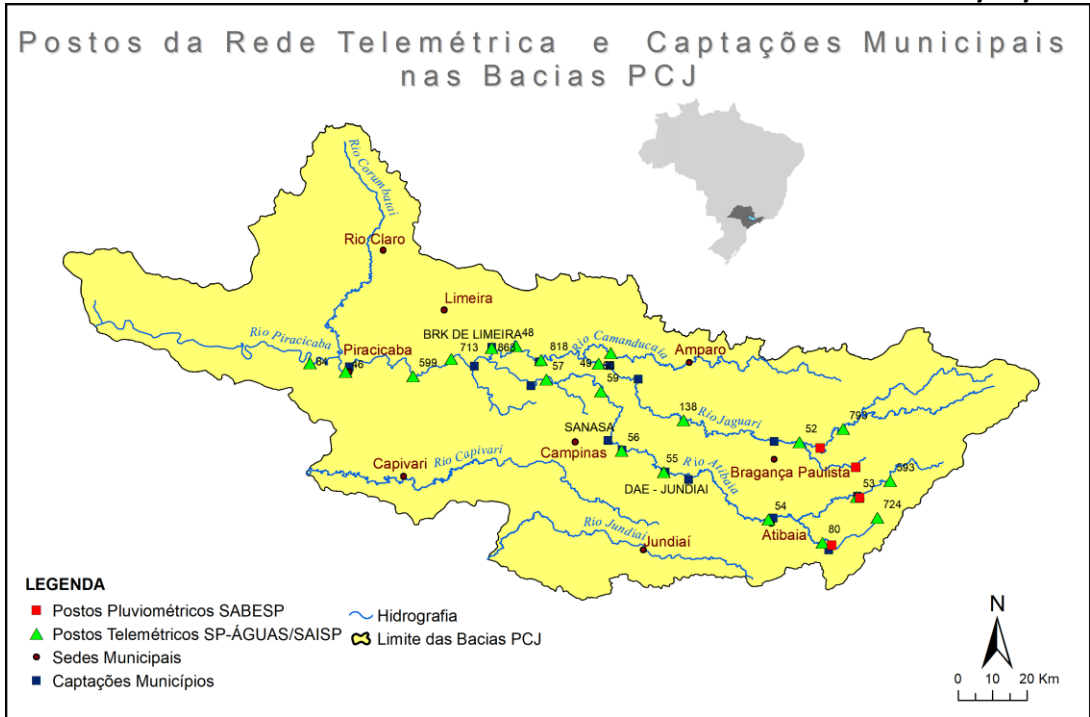 Postos da Rede Telemétrica e Captações Municipais
nas Bacias PCJ
Rio Corumbataí
Rio Claro
Limeira
BRK DE LIMEIRA
48
Rio Camanducaia
Rio Piracicaba
Piracicaba
713
868
818
Amparo
64
46
599
57
49
59
138
Rio Jaguari
52
799
SANASA
56
Campinas
Rio Capivari
Capivari
55
Rio Atibaia
Bragança Paulista
593
DAE - JUNDIAI
53
54
724
Atibaia
80
Rio Jundiaí
Jundiaí
LEGENDA
Postos Pluviométricos SABESP
Postos Telemétricos SP-ÁGUAS/SAISP
Sedes Municipais
Captações Municípios
Hidrografia
Limite das Bacias PCJ
N
0 10 20 Km